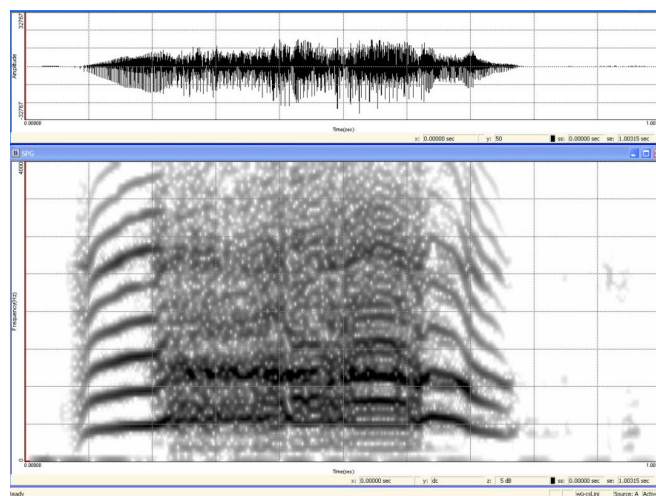 32767
Amplitude
-32767
0.00000
1.00
Time(sec)
x: 0.00000 sec y: 50 ss: 0.00000 sec se: 1.00315 sec
SPG
4000
Frequency(Hz)
0
0.00000
1.00
Time(sec)
x: 0.00000 sec y: dc z: 5 dB ss: 0.00000 sec se: 1.00315 sec
Ready
Source: A